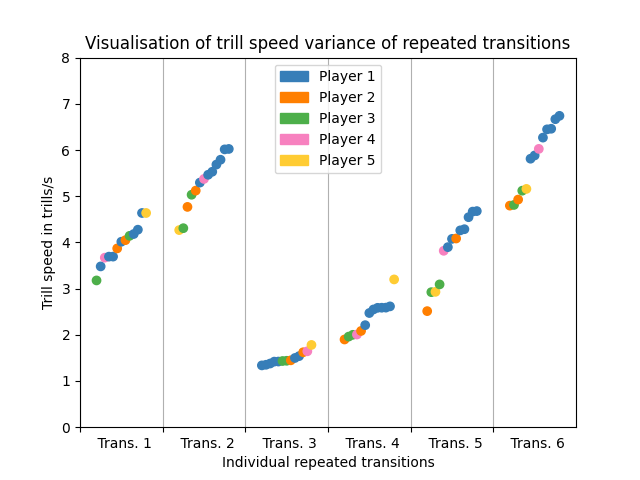 Visualisation of trill speed variance of repeated transitions
Trill speed in trills/s
8
7
6
5
4
3
2
1
0
Player 1
Player 2
Player 3
Player 4
Player 5
Trans. 1
Trans. 2
Trans. 3
Trans. 4
Trans. 5
Trans. 6
Individual repeated transitions